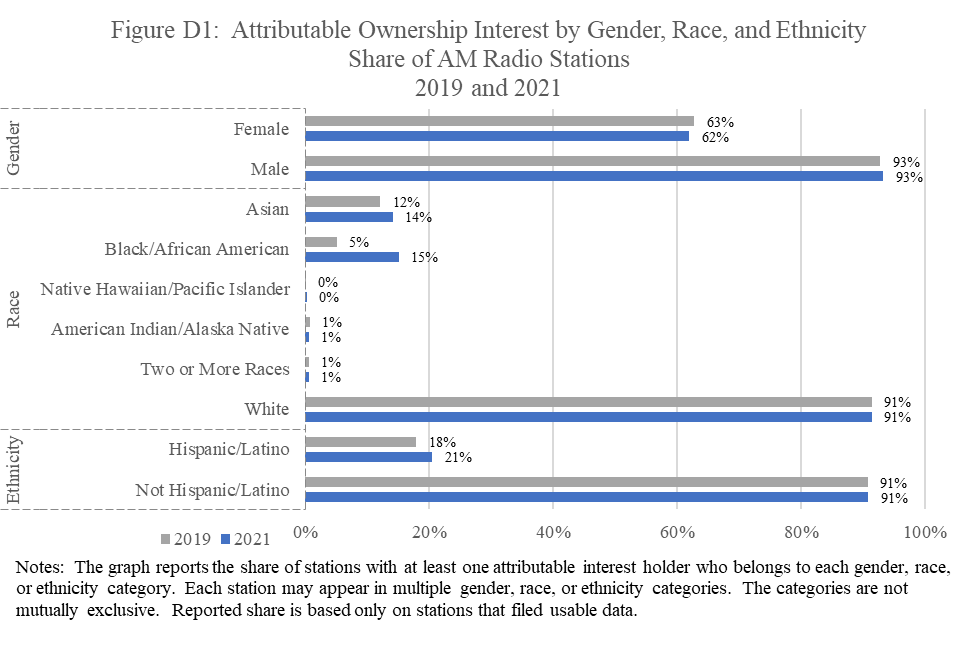 Figure D1:  Attributable Ownership Interest by Gender, Race, and Ethnicity
Share of AM Radio Stations
2019 and 2021
Gender
Female
63%
62%
Male
93%
93%
Race
Asian
12%
14%
Black/African American
5%
15%
Native Hawaiian/Pacific Islander
0%
0%
American Indian/Alaska Native
1%
1%
Two or More Races
1%
1%
White
91%
91%
Ethnicity
Hispanic/Latino
18%
21%
Not Hispanic/Latino
91%
91%
0% 20% 40% 60% 80% 100%
2019 2021
Notes:  The graph reports the share of stations with at least one attributable interest holder who belongs to each gender, race,
or ethnicity category.  Each station may appear in multiple gender, race, or ethnicity categories.  The categories are not
mutually exclusive.  Reported share is based only on stations that filed usable data.